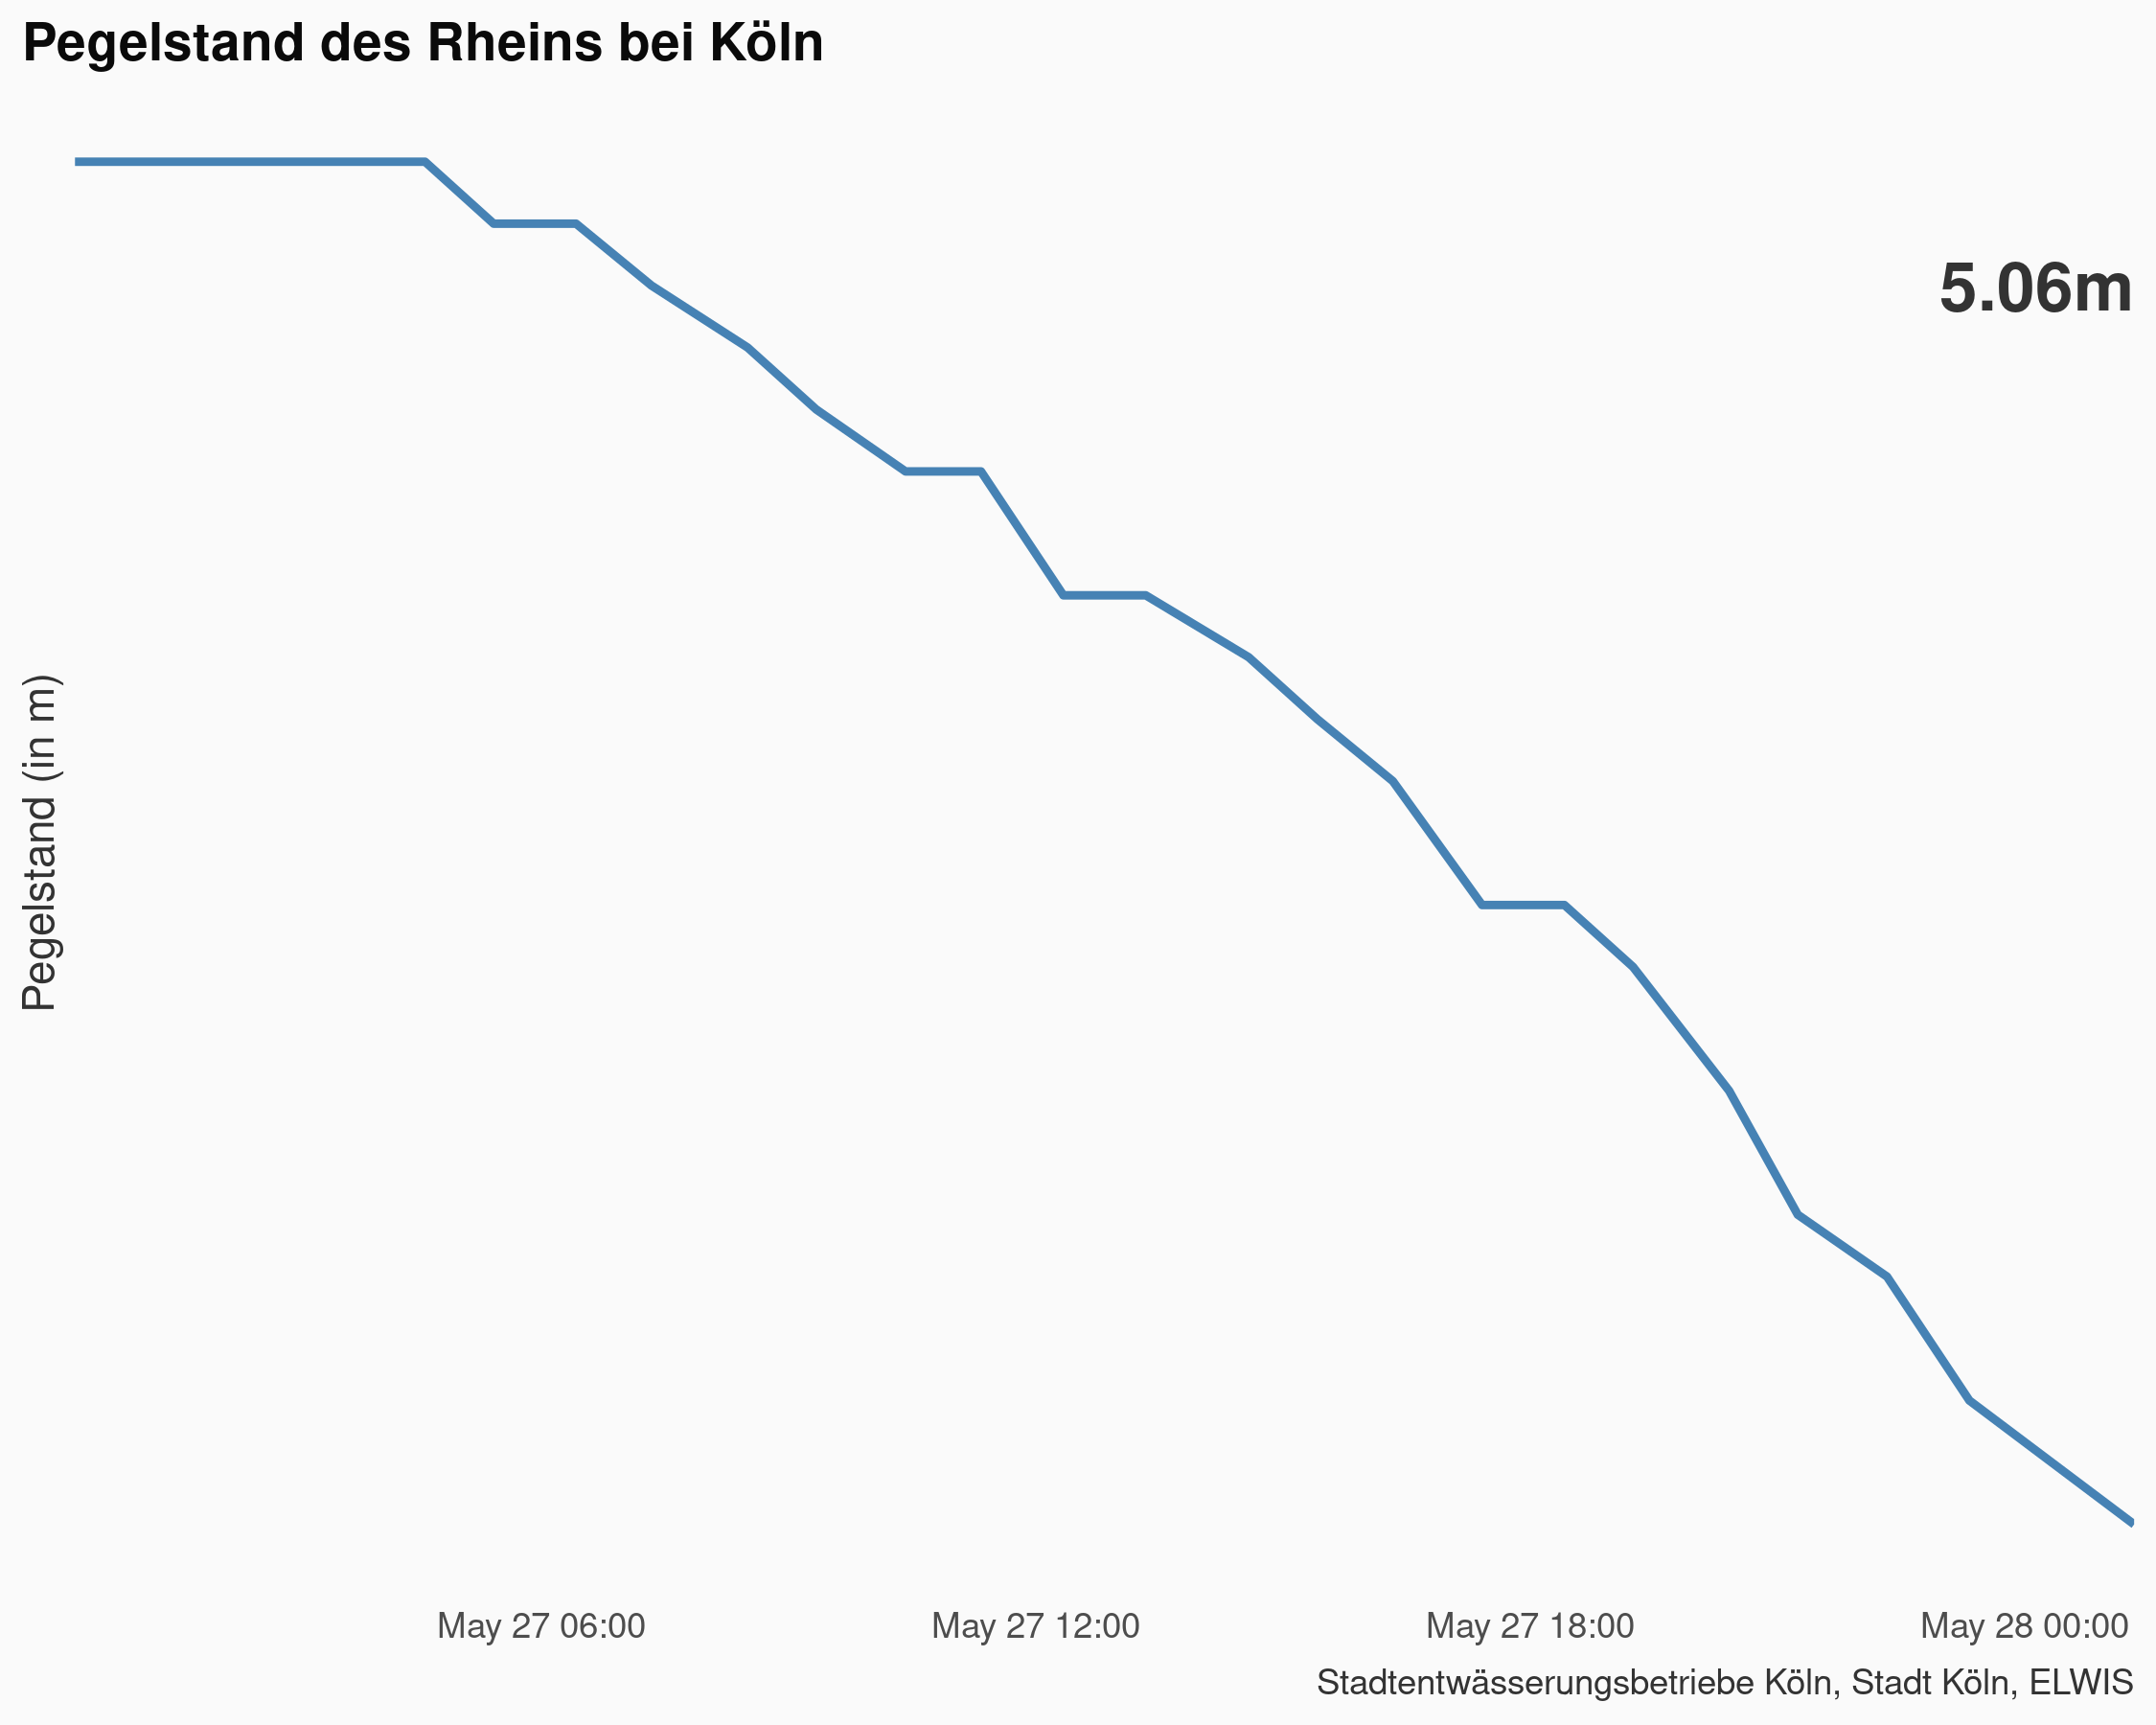 Pegelstand des Rheins bei Köln
5.06m
Pegelstand (in m)
May 27 06:00
May 27 12:00
May 27 18:00
May 28 00:00
Stadtentwässerungsbetriebe Köln, Stadt Köln, ELWIS